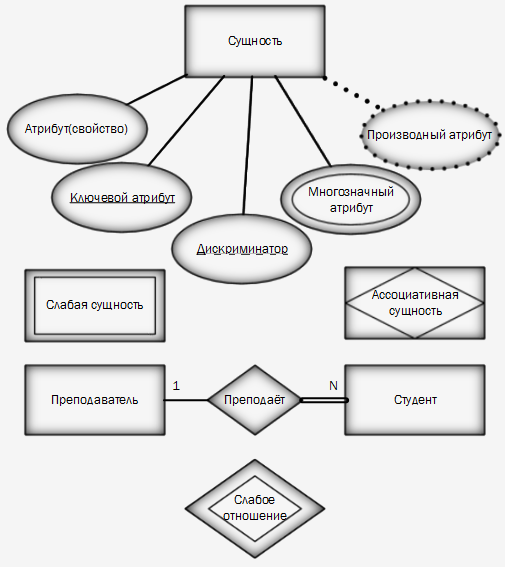 Сущность
Атрибут(свойство)
Производный атрибут
Ключевой атрибут
Многозначный
атрибут
Дискриминатор
Слабая сущность
Ассоциативная
сущность
Преподаватель
1
Преподаёт
N
Студент
Слабое
отношение